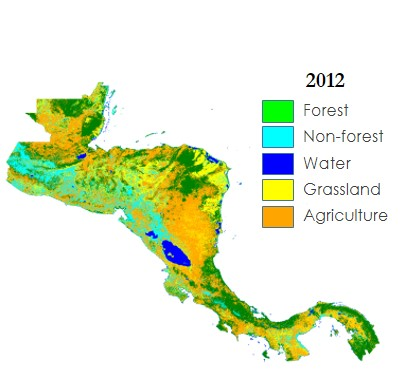 2012
Forest
Non-forest
Water
Grassland
Agriculture